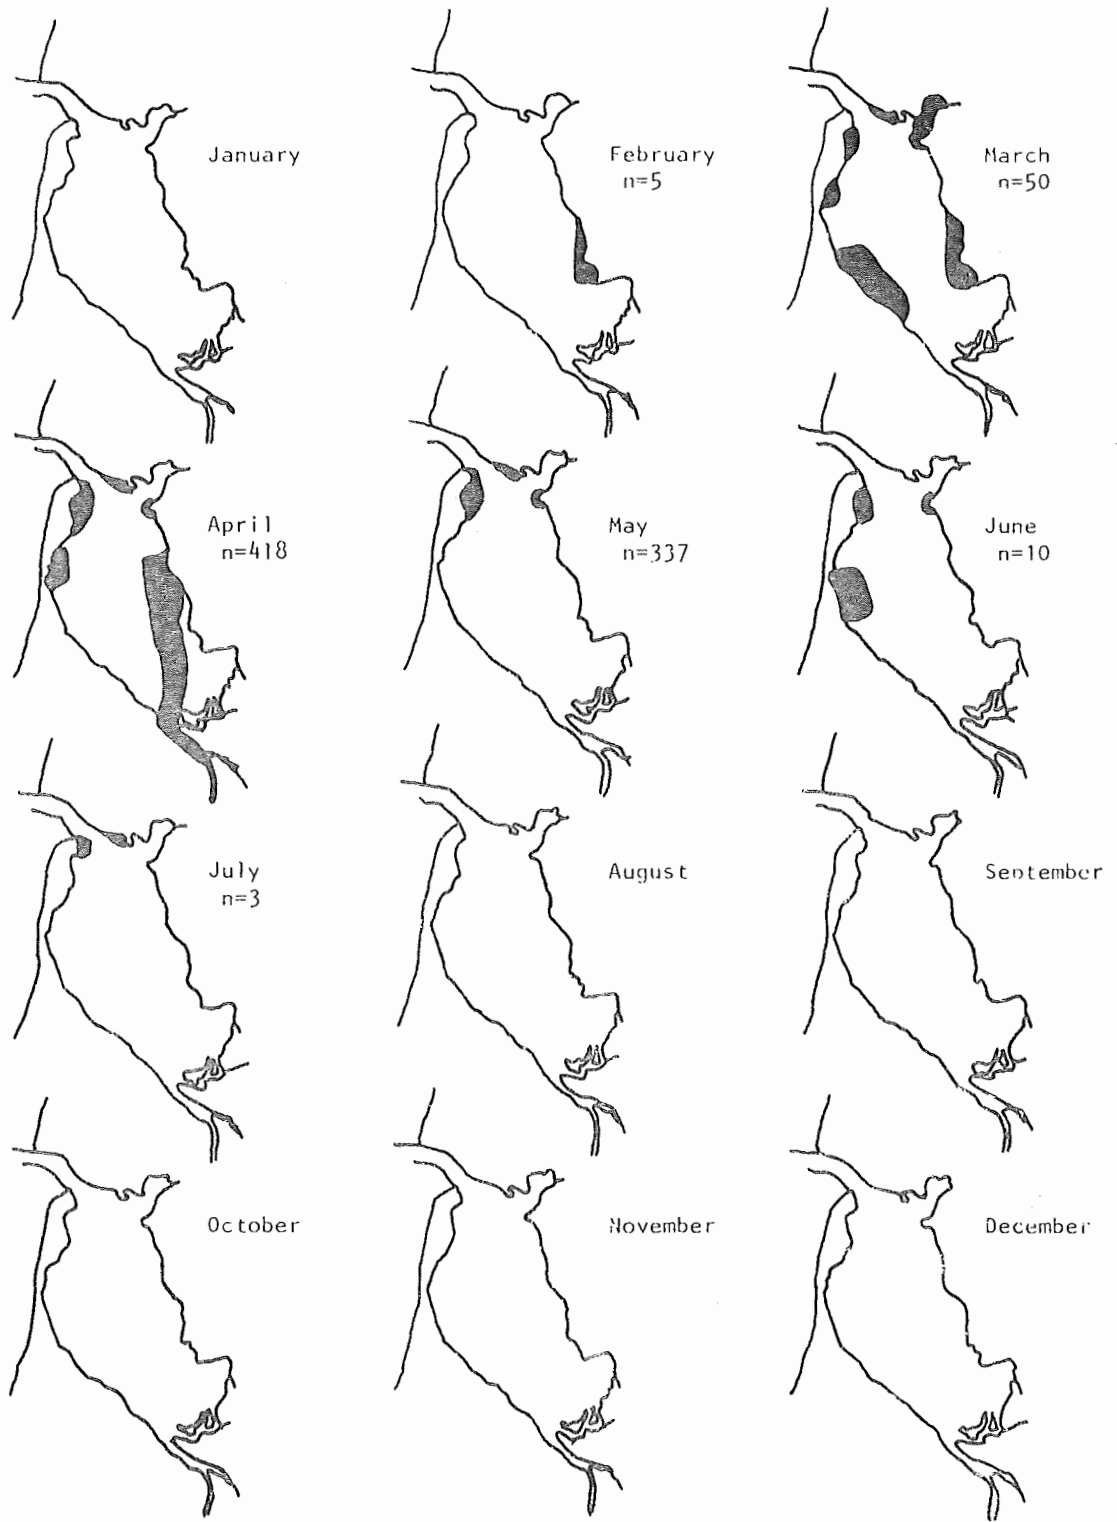 January
February
n=5
March
n=50
April
n=418
May
n=337
June
n=10
July
n=3
August
September
October
November
December